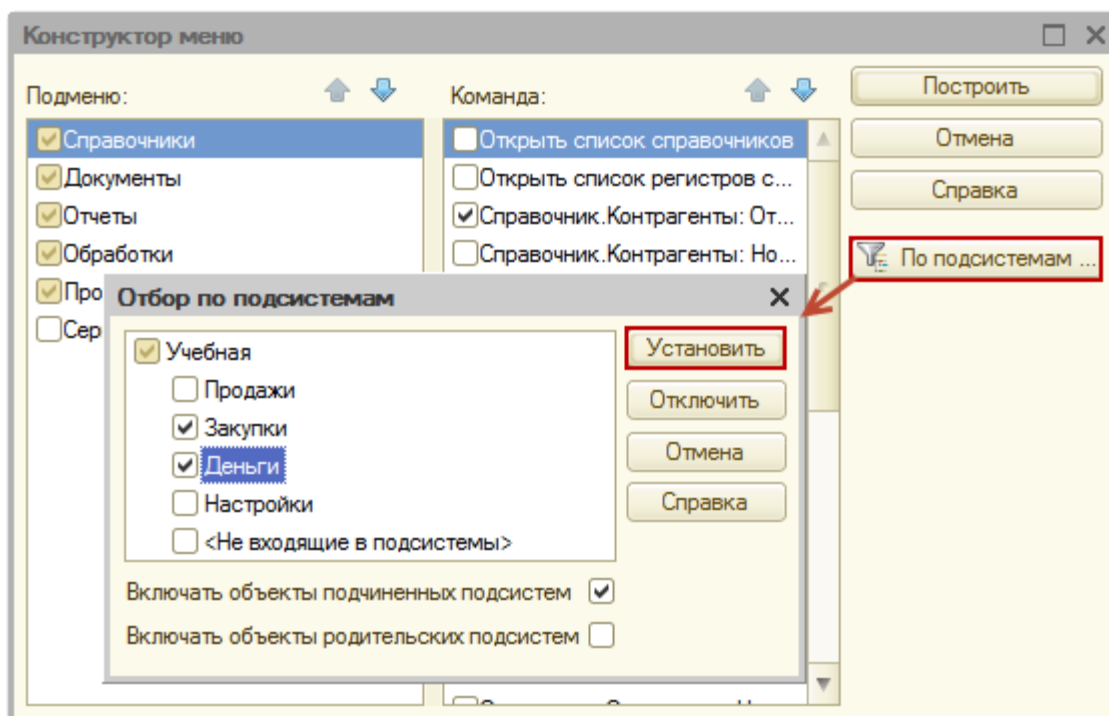 Конструктор меню
Подменю:
Команда:
Справочники
Документы
Отчеты
Обработки
Про
Сер
Открыть список справочников
Открыть список регистров с...
Справочник.Контрагенты: От...
Справочник.Контрагенты: Но...
Построить
Отмена
Справка
По подсистемам ...
Отбор по подсистемам
Учебная
Продажи
Закупки
Деньги
Настройки
<Не входящие в подсистемы>
Установить
Отключить
Отмена
Справка
Включать объекты подчиненных подсистем
Включать объекты родительских подсистем